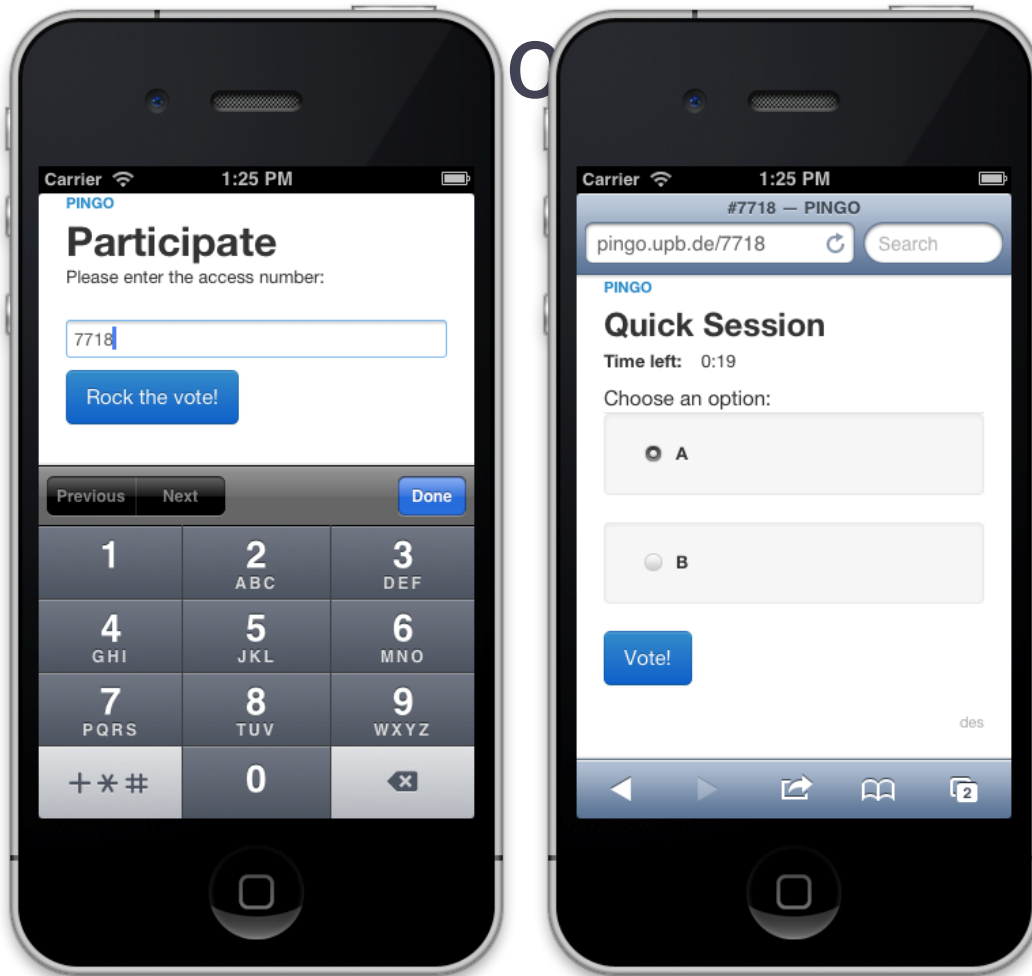 Carrier 1:25 PM
PINGO
Participate
Please enter the access number:
7718
Rock the vote!
Previous Next Done
1 2 3
ABC DEF
4 5 6
GHI JKL MNO
7 8 9
PQRS TUV WXYZ
+*# 0
Carrier 1:25 PM
#7718 — PINGO
pingo.upb.de/7718 Search
PINGO
Quick Session
Time left: 0:19
Choose an option:
A
B
Vote!
des
2